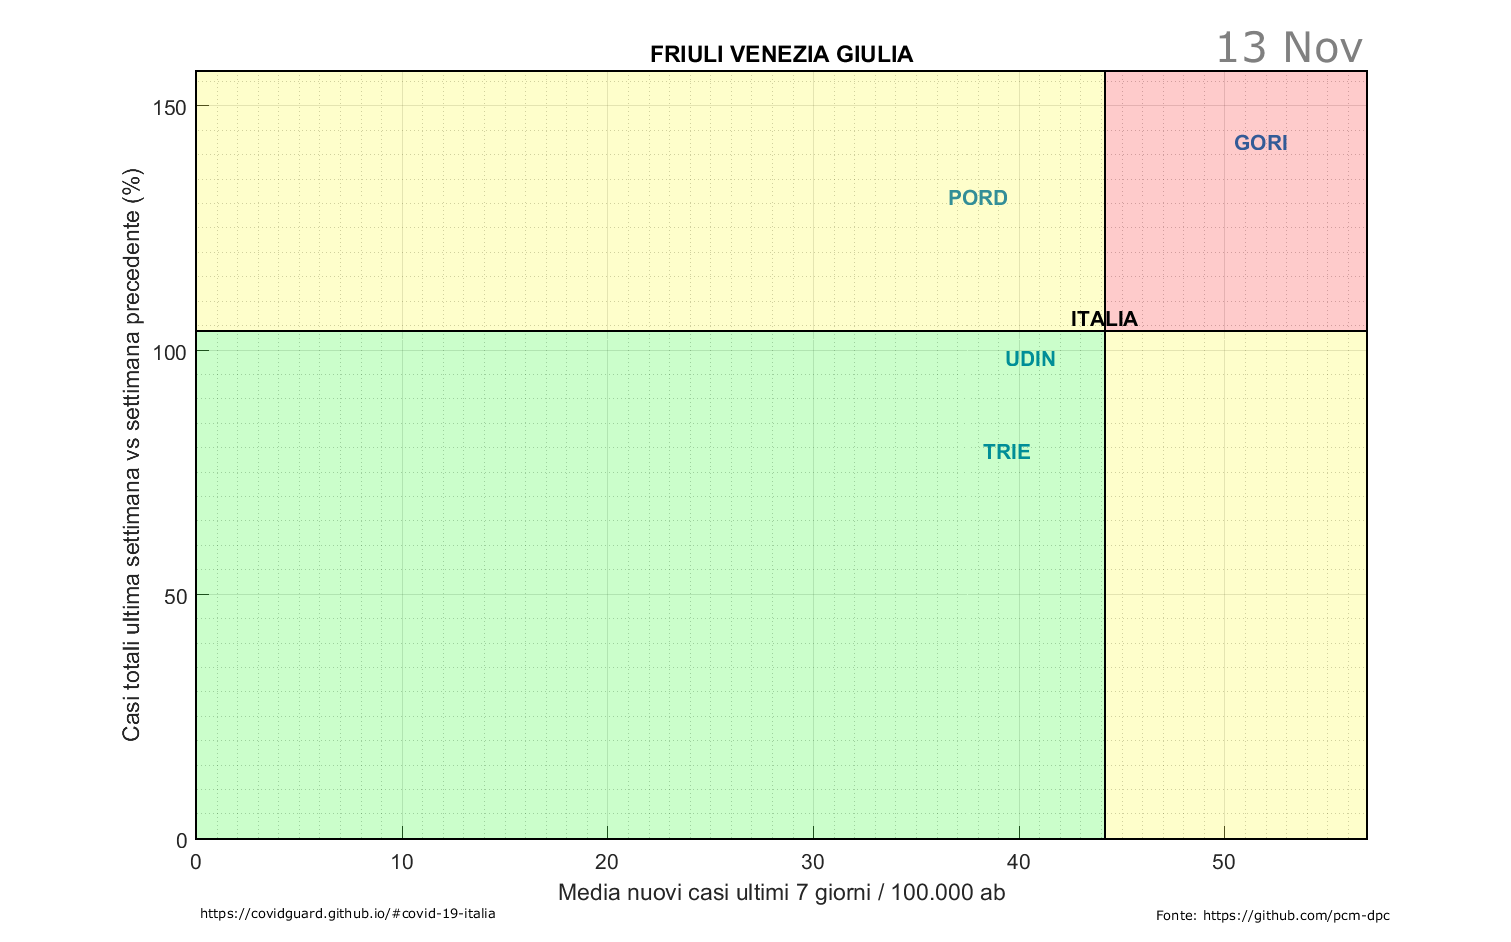 13 Nov
FRIULI VENEZIA GIULIA
150
GORI
PORD
ITALIA
100
UDIN
TRIE
50
0
0 10 20 30 40 50
Casi totali ultima settimana vs settimana precedente (%)
Media nuovi casi ultimi 7 giorni / 100.000 ab
https://covidguard.github.io/#covid-19-italia
Fonte: https://github.com/pcm-dpc